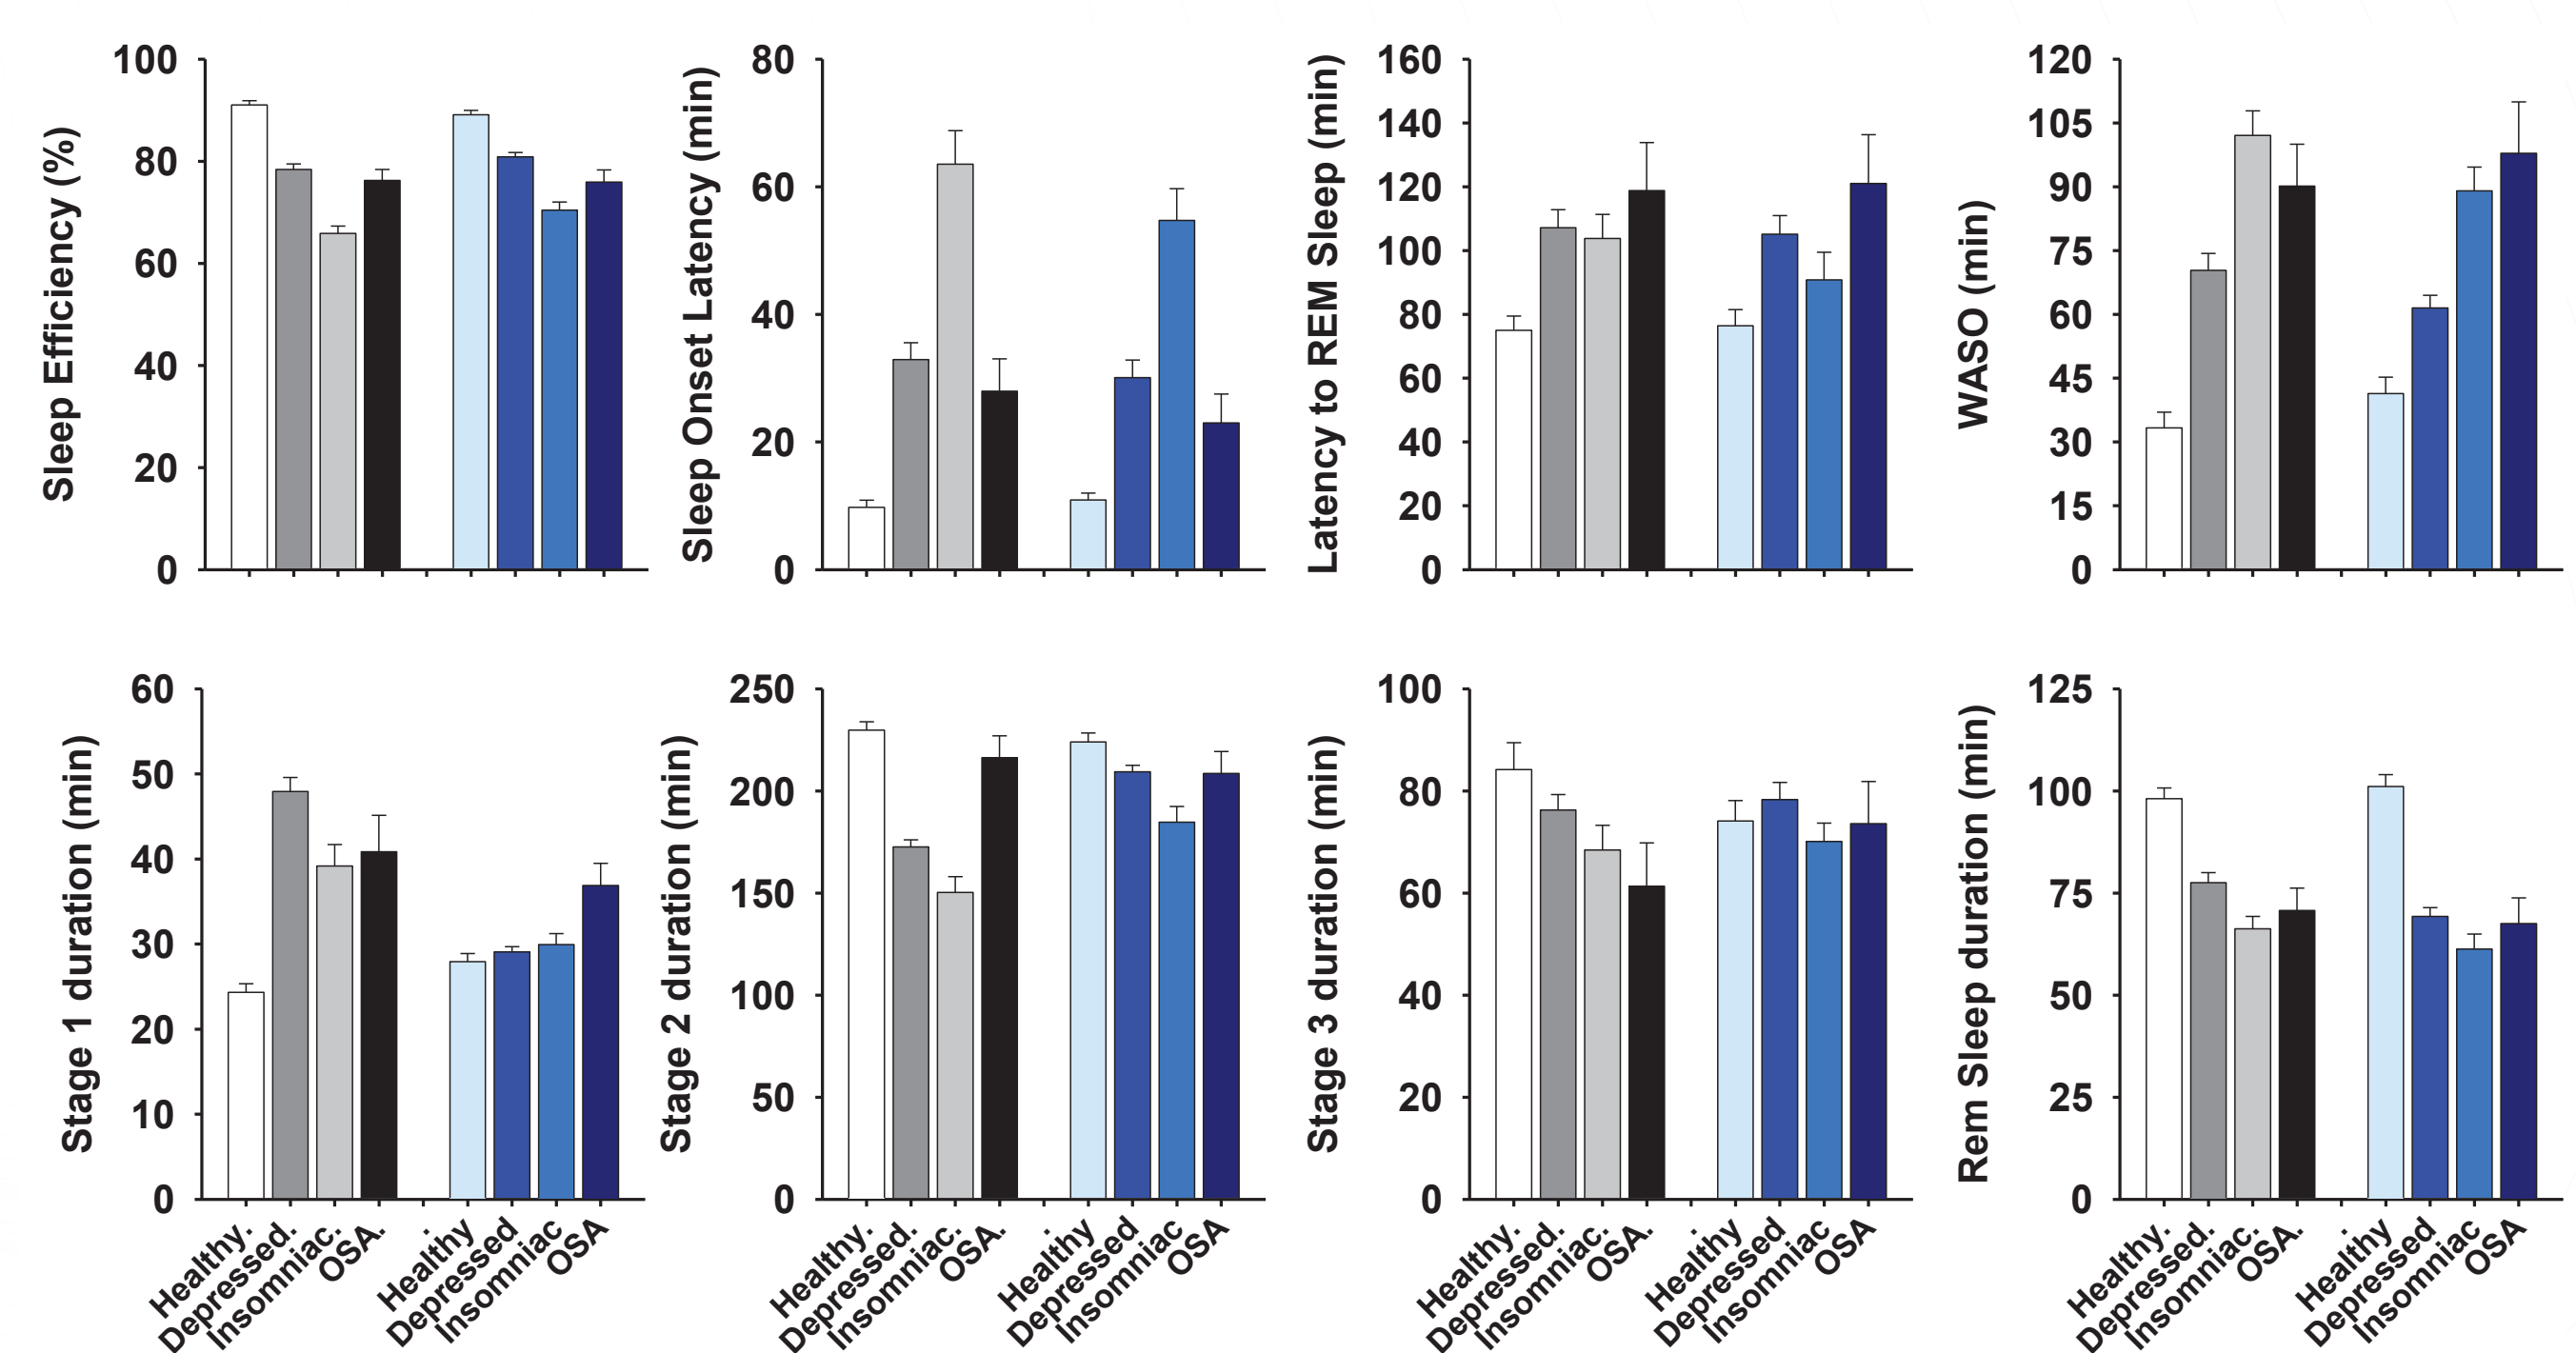 Sleep Efficiency (%)
100
80
60
40
20
0
Sleep Onset Latency (min)
80
60
40
20
0
Latency to REM Sleep (min)
160
140
120
100
80
60
40
20
0
WASO (min)
120
105
90
75
60
45
30
15
0
Stage 1 duration (min)
60
50
40
30
20
10
0
Healthy.
Depressed.
Insomniac.
OSA.
.
Healthy
Depressed
Insomniac
OSA
Stage 2 duration (min)
250
200
150
100
50
0
Healthy.
Depressed.
Insomniac.
OSA.
.
Healthy
Depressed
Insomniac
OSA
Stage 3 duration (min)
100
80
60
40
20
0
Healthy.
Depressed.
Insomniac.
OSA.
.
Healthy
Depressed
Insomniac
OSA
Rem Sleep duration (min)
125
100
75
50
25
0
Healthy.
Depressed.
Insomniac.
OSA.
.
Healthy
Depressed
Insomniac
OSA